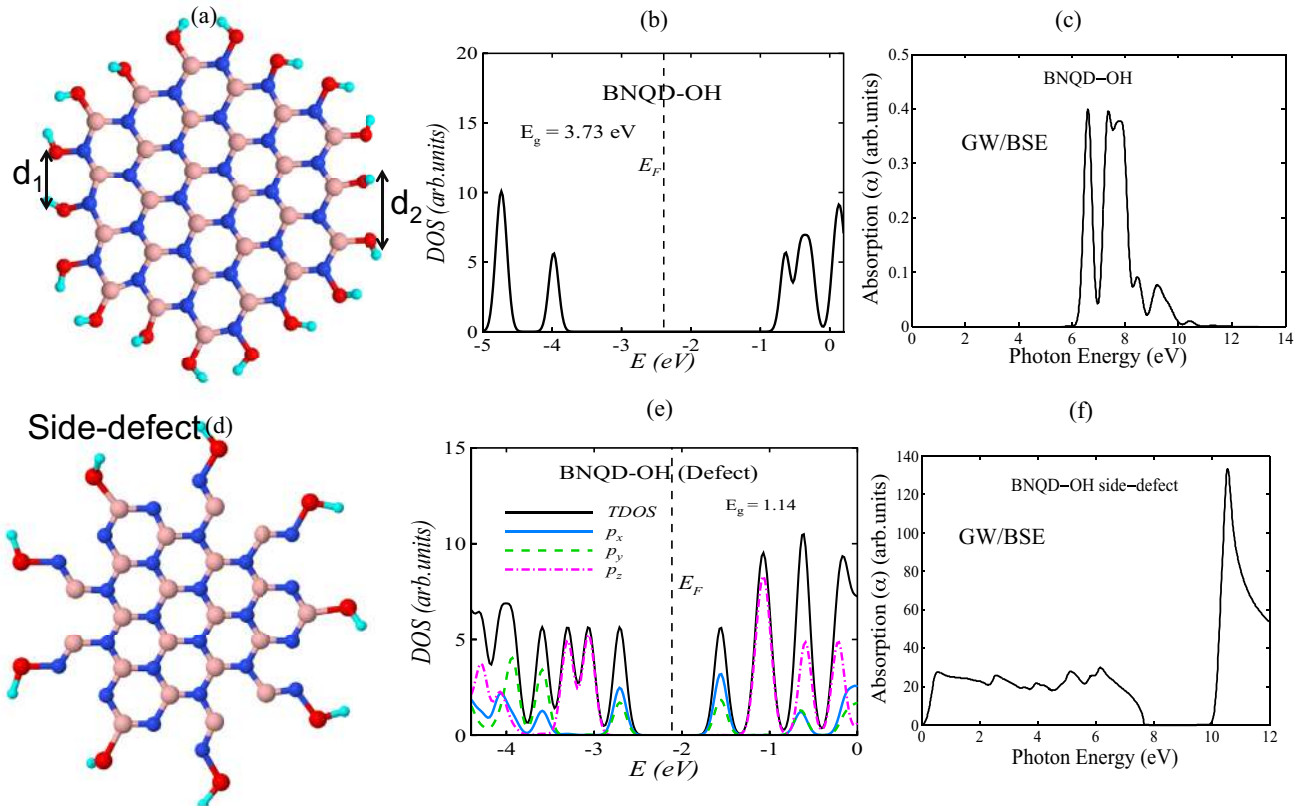 (a)
d1
d2
(b)
20
15
10
5
0
DOS (arb.units)
BNQD-OH
Eg = 3.73 eV
EF
-5 -4 -3 -2 -1 0
E (eV)
(c)
0.5
0.4
0.3
0.2
0.1
0
Absorption (α) (arb.units)
BNQD−OH
GW/BSE
0 2 4 6 8 10 12 14
Photon Energy (eV)
Side-defect (d)
(e)
15
10
5
0
DOS (arb.units)
BNQD-OH (Defect)
Eg = 1.14
TDOS
px
py
pz
EF
-4 -3 -2 -1 0
E (eV)
(f)
140
120
100
80
60
40
20
0
Absorption (α) (arb.units)
BNQD−OH side−defect
GW/BSE
0 2 4 6 8 10 12
Photon Energy (eV)